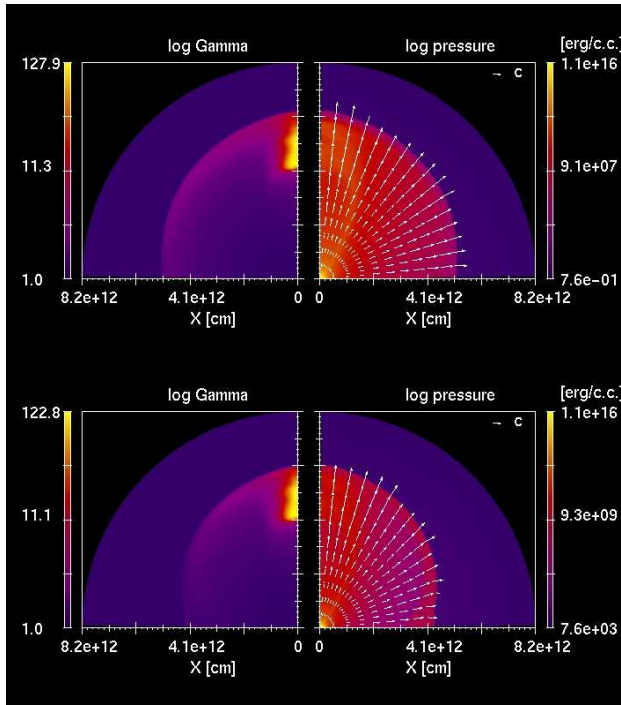 log Gamma log pressure [erg/c.c.]
127.9 → c 1.1e+16
11.3 9.1e+07
1.0 7.6e−01
8.2e+12 4.1e+12 0 0 4.1e+12 8.2e+12
X [cm] X [cm]
log Gamma log pressure [erg/c.c.]
122.8 → c 1.1e+16
11.1 9.3e+09
1.0 7.6e+03
8.2e+12 4.1e+12 0 0 4.1e+12 8.2e+12
X [cm] X [cm]